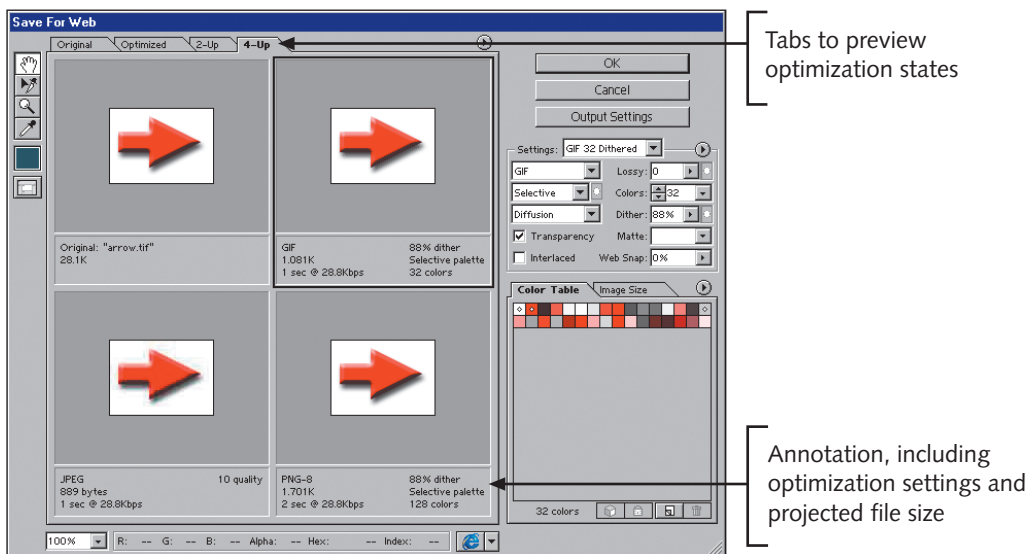 Save For Web
Original
Optimized
2-Up
4-Up
Tabs to preview
optimization states
OK
Cancel
Output Settings
Settings: GIF 32 Dithered
GIF
Lossy: 0
Selective
Colors: 32
Diffusion
Dither: 88%
Transparency
Matte:
Interlaced
Web Snap: 0%
Original: "arrow.tif"
28.1K
GIF
88% dither
1.081K
Selective palette
1 sec @ 28.8Kbps
32 colors
Color Table
Image Size
JPEG
10 quality
889 bytes
1 sec @ 28.8Kbps
PNG-8
88% dither
1.701K
Selective palette
2 sec @ 28.8Kbps
128 colors
32 colors
Annotation, including
optimization settings and
projected file size
100%
R: -- G: -- B: -- Alpha: -- Hex: -- Index: --